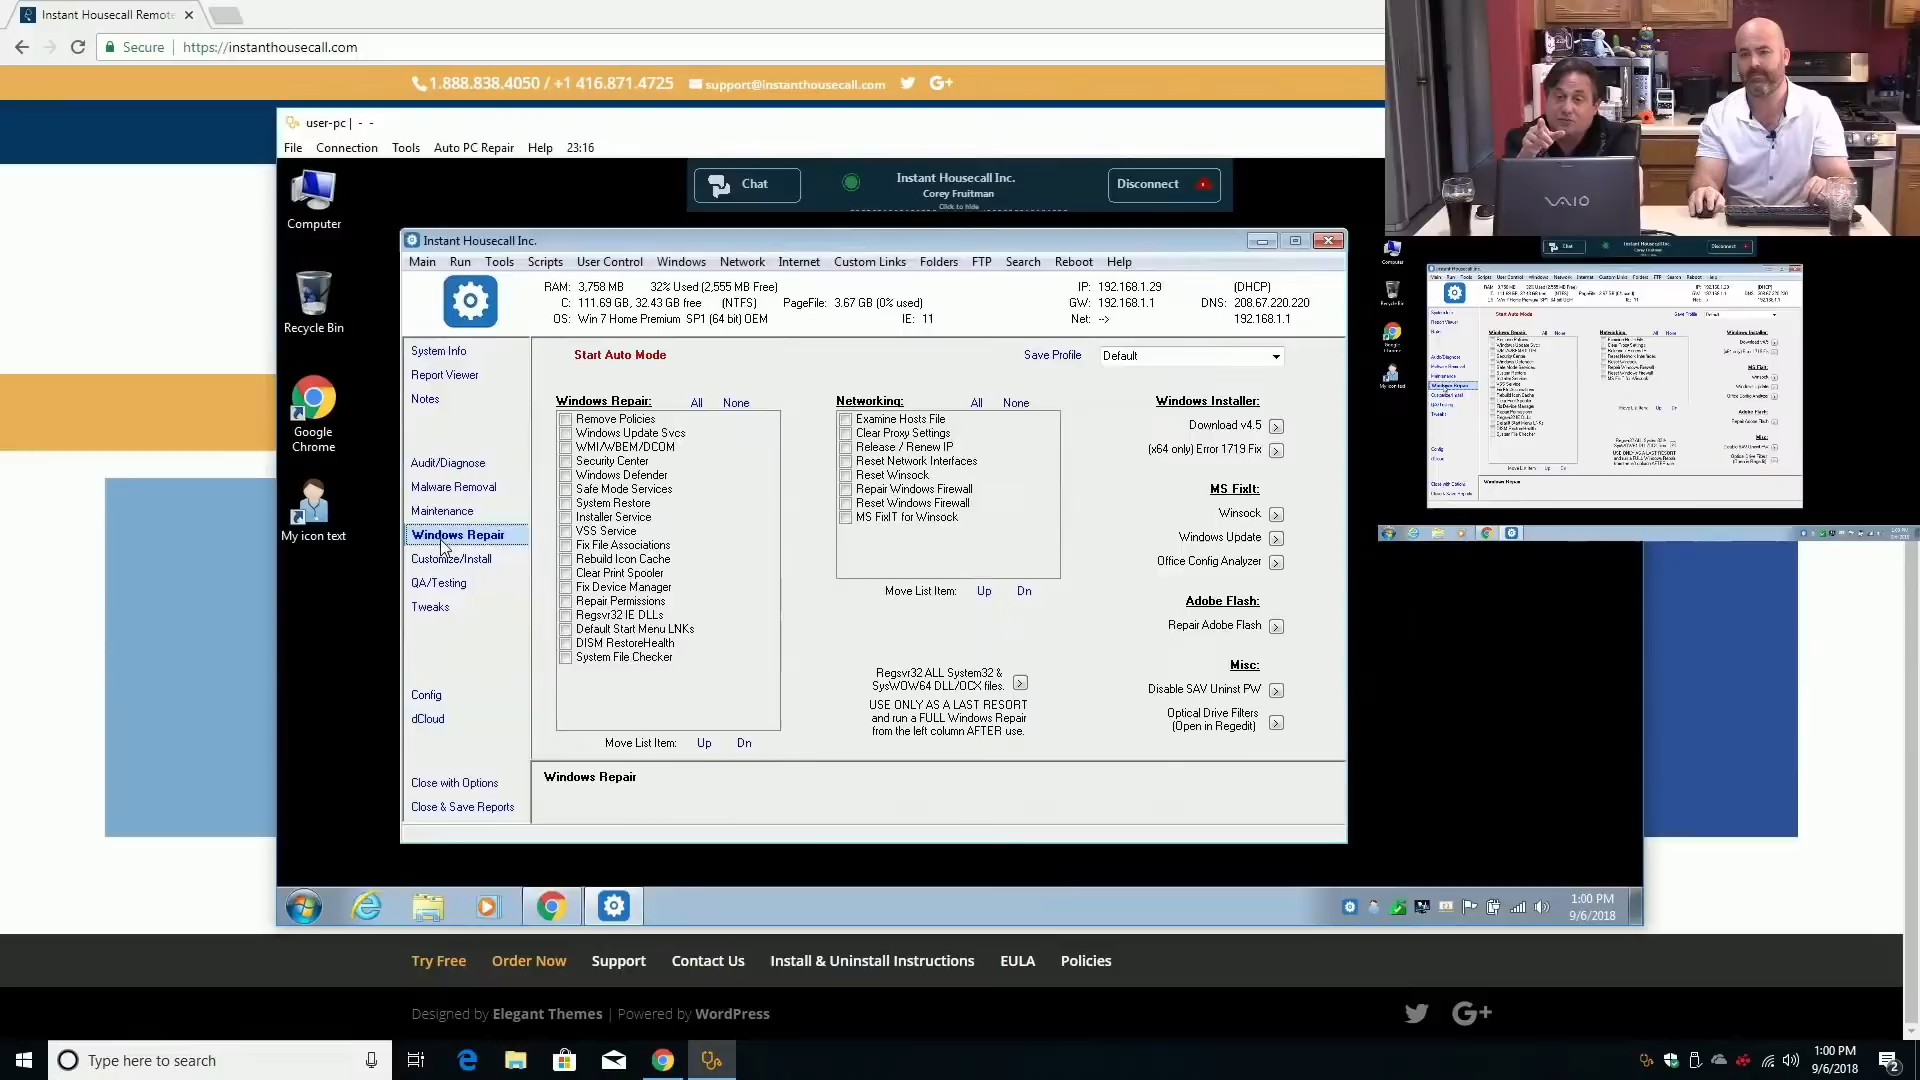 Instant Housecall Remote
Secure
https://instanthousecall.com
1.888.838.4050 / +1 416.871.4725
support@instanthousecall.com
G+
user-pc | - -
File Connection Tools Auto PC Repair Help 23:16
Chat
Instant Housecall Inc.
Corey Fruitman
Click to hide
Disconnect
Computer
Recycle Bin
Google
Chrome
My icon text
Instant Housecall Inc.
Main Run Tools Scripts User Control Windows Network Internet Custom Links Folders FTP Search Reboot Help
RAM: 3,758 MB 32% Used (2,555 MB Free) IP: 192.168.1.29 (DHCP)
C: 111.69 GB, 32.43 GB free (NTFS) PageFile: 3.67 GB (0% used) GW: 192.168.1.1 DNS: 208.67.220.220
OS: Win 7 Home Premium SP1 (64 bit) OEM IE: 11 Net: --> 192.168.1.1
System Info
Report Viewer
Notes
Audit/Diagnose
Malware Removal
Maintenance
Windows Repair
Customize/Install
QA/Testing
Tweaks
Config
dCloud
Close with Options
Close & Save Reports
Start Auto Mode
Save Profile Default
Windows Repair: All None
Remove Policies
Windows Update Svcs
WMI/WBEM/DCOM
Security Center
Windows Defender
Safe Mode Services
System Restore
Installer Service
VSS Service
Fix File Associations
Rebuild Icon Cache
Clear Print Spooler
Fix Device Manager
Repair Permissions
Regsvr32 IE DLLs
Default Start Menu LNKs
DISM RestoreHealth
System File Checker
Move List Item: Up Dn
Networking: All None
Examine Hosts File
Clear Proxy Settings
Release / Renew IP
Reset Network Interfaces
Reset Winsock
Repair Windows Firewall
Reset Windows Firewall
MS FixIT for Winsock
Move List Item: Up Dn
Regsvr32 ALL System32 &
SysWOW64 DLL/OCX files.
USE ONLY AS A LAST RESORT
and run a FULL Windows Repair
from the left column AFTER use.
Windows Installer:
Download v4.5
(x64 only) Error 1719 Fix
MS FixIt:
Winsock
Windows Update
Office Config Analyzer
Adobe Flash:
Repair Adobe Flash
Misc:
Disable SAV Uninst PW
Optical Drive Filters
(Open in Regedit)
Windows Repair
1:00 PM
9/6/2018
VAIO
Try Free Order Now Support Contact Us Install & Uninstall Instructions EULA Policies
Designed by Elegant Themes | Powered by WordPress
G+
Type here to search
1:00 PM
9/6/2018
2